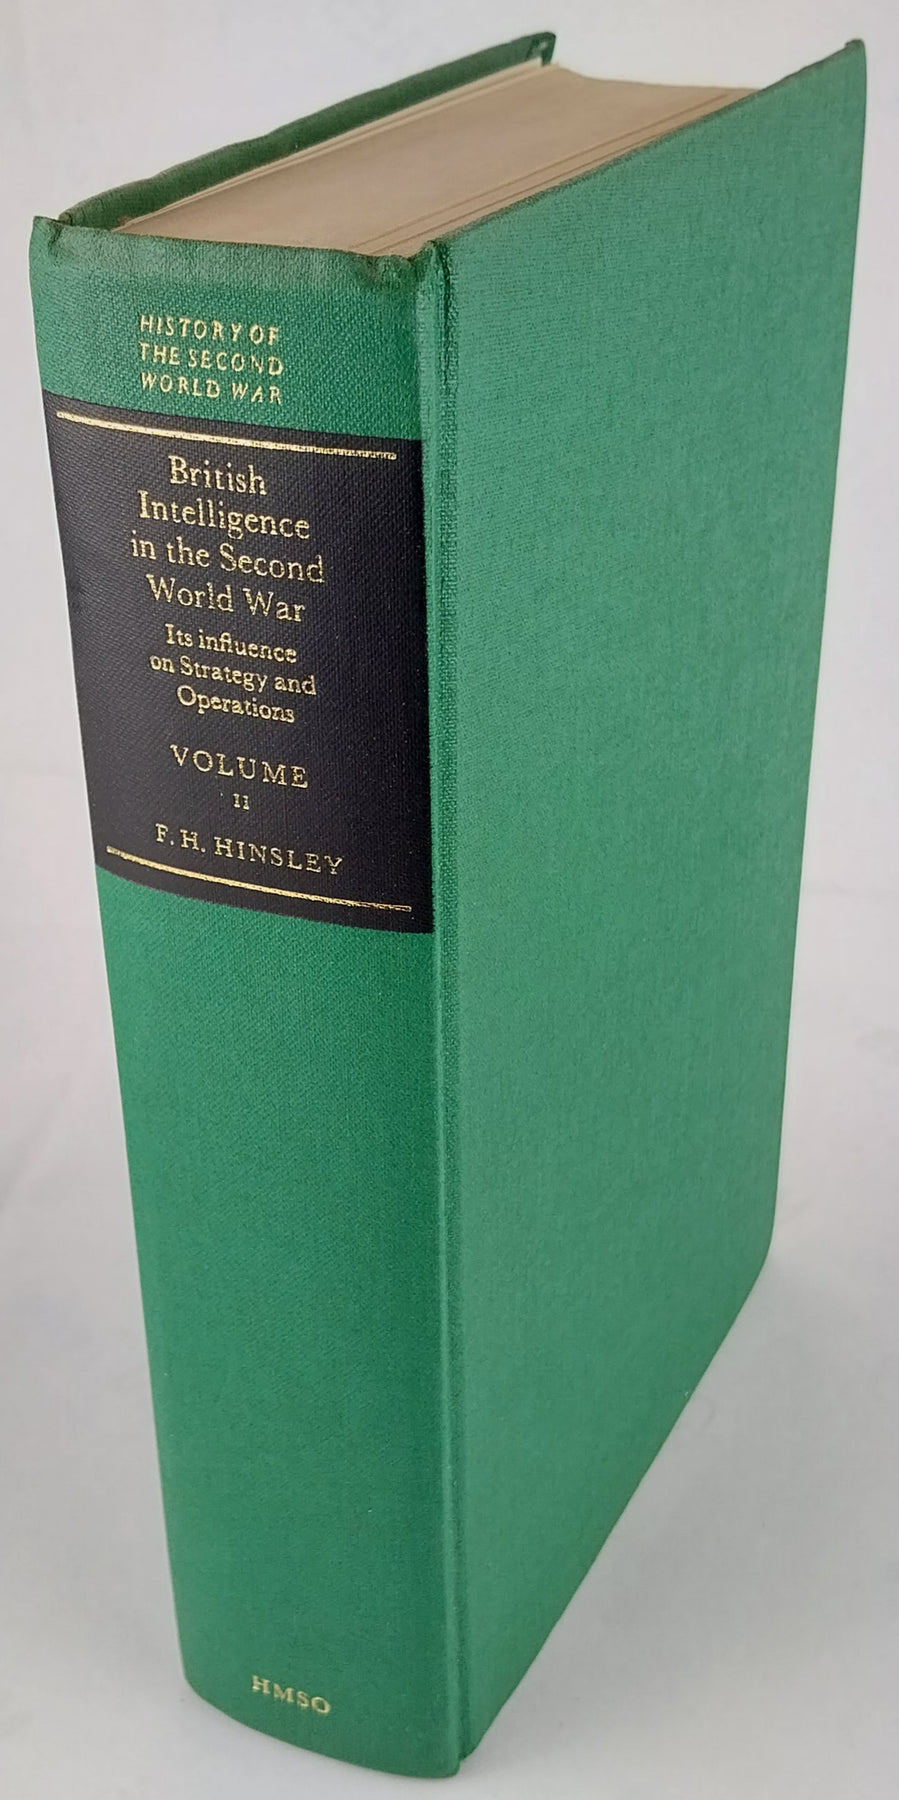 HISTORY OF
THE SECOND
WORLD WAR
British
Intelligence
in the Second
World War
Its influence
on Strategy and
Operations
VOLUME
II
F. H. HINSLEY
HMSO